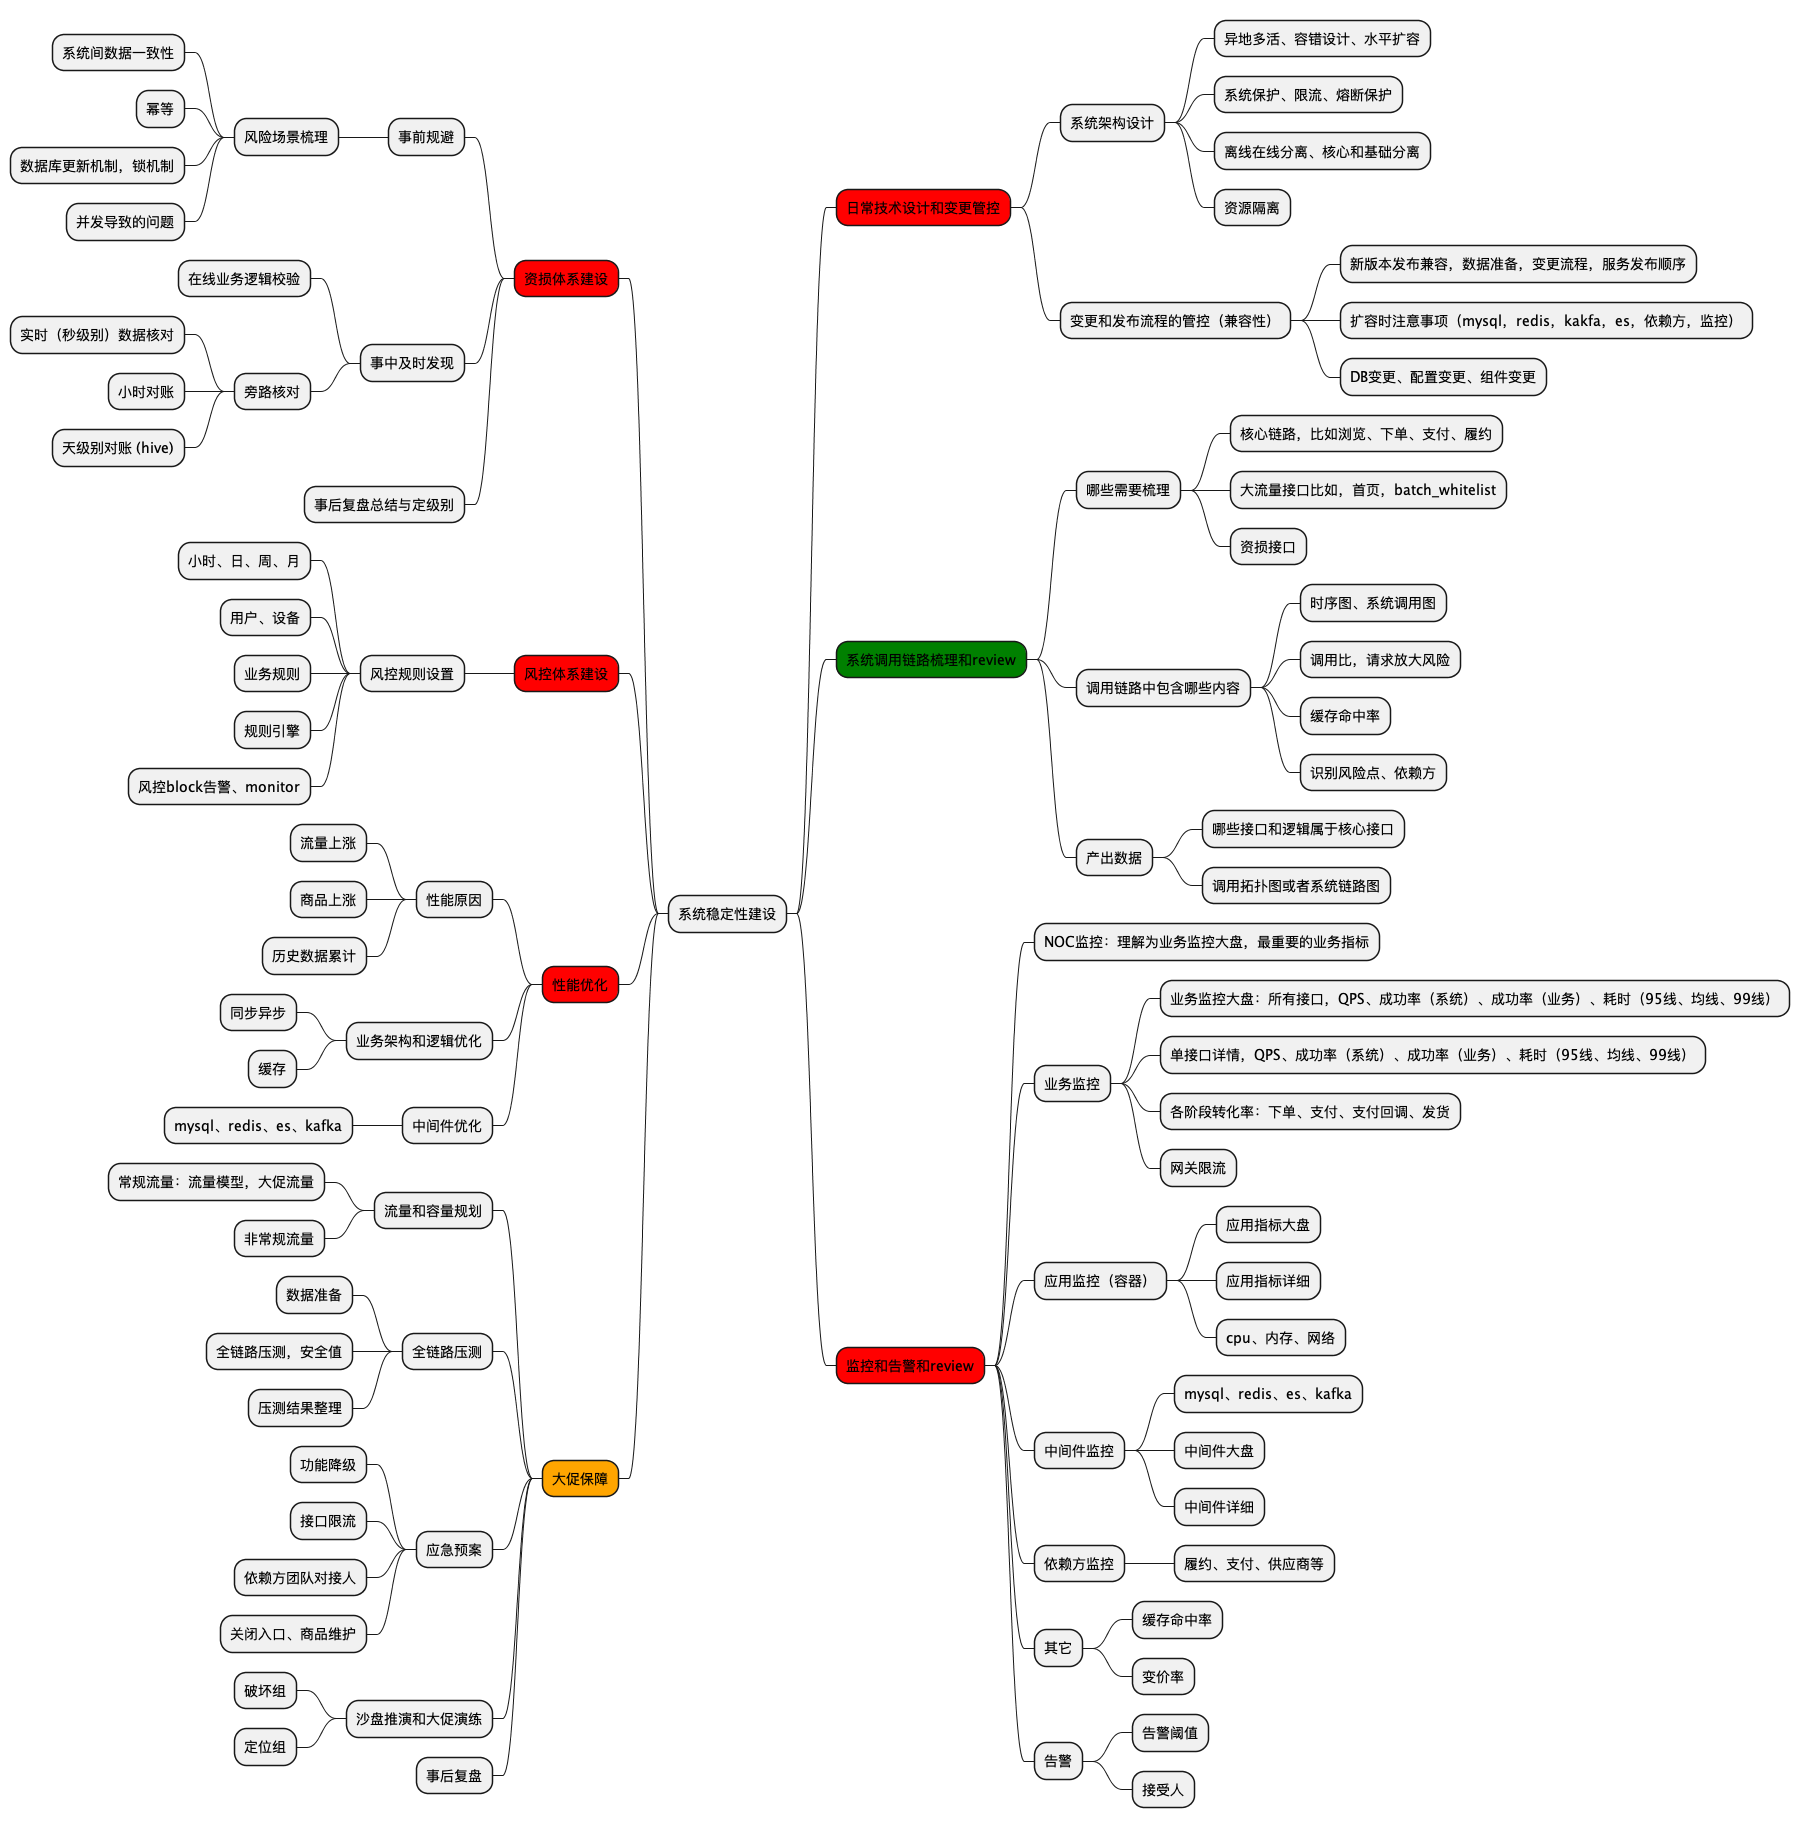 系统稳定性建设
日常技术设计和变更管控
系统架构设计
异地多活、容错设计、水平扩容
系统保护、限流、熔断保护
离线在线分离、核心和基础分离
资源隔离
变更和发布流程的管控（兼容性）
新版本发布兼容，数据准备，变更流程，服务发布顺序
扩容时注意事项（mysql，redis，kakfa，es，依赖方，监控）
DB变更、配置变更、组件变更
系统调用链路梳理和review
哪些需要梳理
核心链路，比如浏览、下单、支付、履约
大流量接口比如，首页，batch_whitelist
资损接口
调用链路中包含哪些内容
时序图、系统调用图
调用比，请求放大风险
缓存命中率
识别风险点、依赖方
产出数据
哪些接口和逻辑属于核心接口
调用拓扑图或者系统链路图
监控和告警和review
NOC监控：理解为业务监控大盘，最重要的业务指标
业务监控
业务监控大盘：所有接口，QPS、成功率（系统）、成功率（业务）、耗时（95线、均线、99线）
单接口详情，QPS、成功率（系统）、成功率（业务）、耗时（95线、均线、99线）
各阶段转化率：下单、支付、支付回调、发货
网关限流
应用监控（容器）
应用指标大盘
应用指标详细
cpu、内存、网络
中间件监控
mysql、redis、es、kafka
中间件大盘
中间件详细
依赖方监控
履约、支付、供应商等
其它
缓存命中率
变价率
告警
告警阈值
接受人
资损体系建设
事前规避
风险场景梳理
系统间数据一致性
幂等
数据库更新机制，锁机制
并发导致的问题
事中及时发现
在线业务逻辑校验
旁路核对
实时（秒级别）数据核对
小时对账
天级别对账 (hive)
事后复盘总结与定级别
风控体系建设
风控规则设置
小时、日、周、月
用户、设备
业务规则
规则引擎
风控block告警、monitor
性能优化
性能原因
流量上涨
商品上涨
历史数据累计
业务架构和逻辑优化
同步异步
缓存
中间件优化
mysql、redis、es、kafka
大促保障
流量和容量规划
常规流量：流量模型，大促流量
非常规流量
全链路压测
数据准备
全链路压测，安全值
压测结果整理
应急预案
功能降级
接口限流
依赖方团队对接人
关闭入口、商品维护
沙盘推演和大促演练
破坏组
定位组
事后复盘